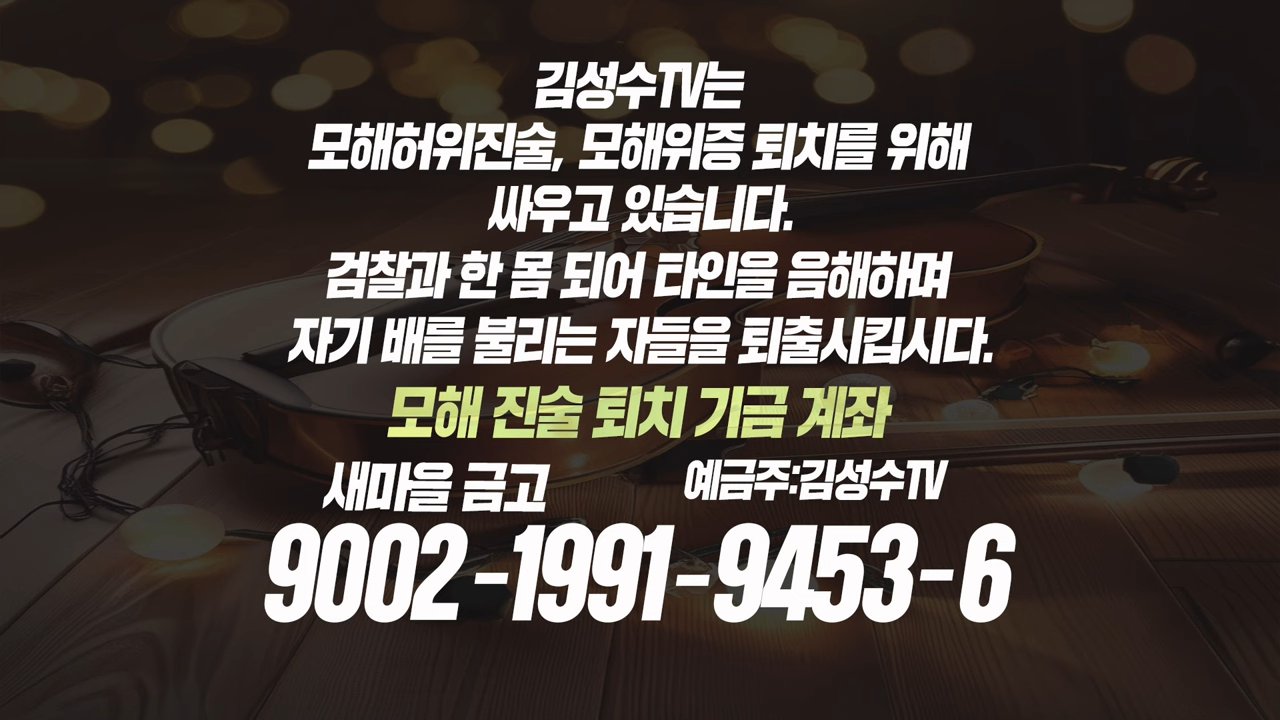 김성수TV는
모해허위진술, 모해위증 퇴치를 위해
싸우고 있습니다.
검찰과 한 몸 되어 타인을 음해하며
자기 배를 불리는 자들을 퇴출시킵시다.
모해 진술 퇴치 기금 계좌
새마을 금고 예금주:김성수TV
9002-1991-9453-6